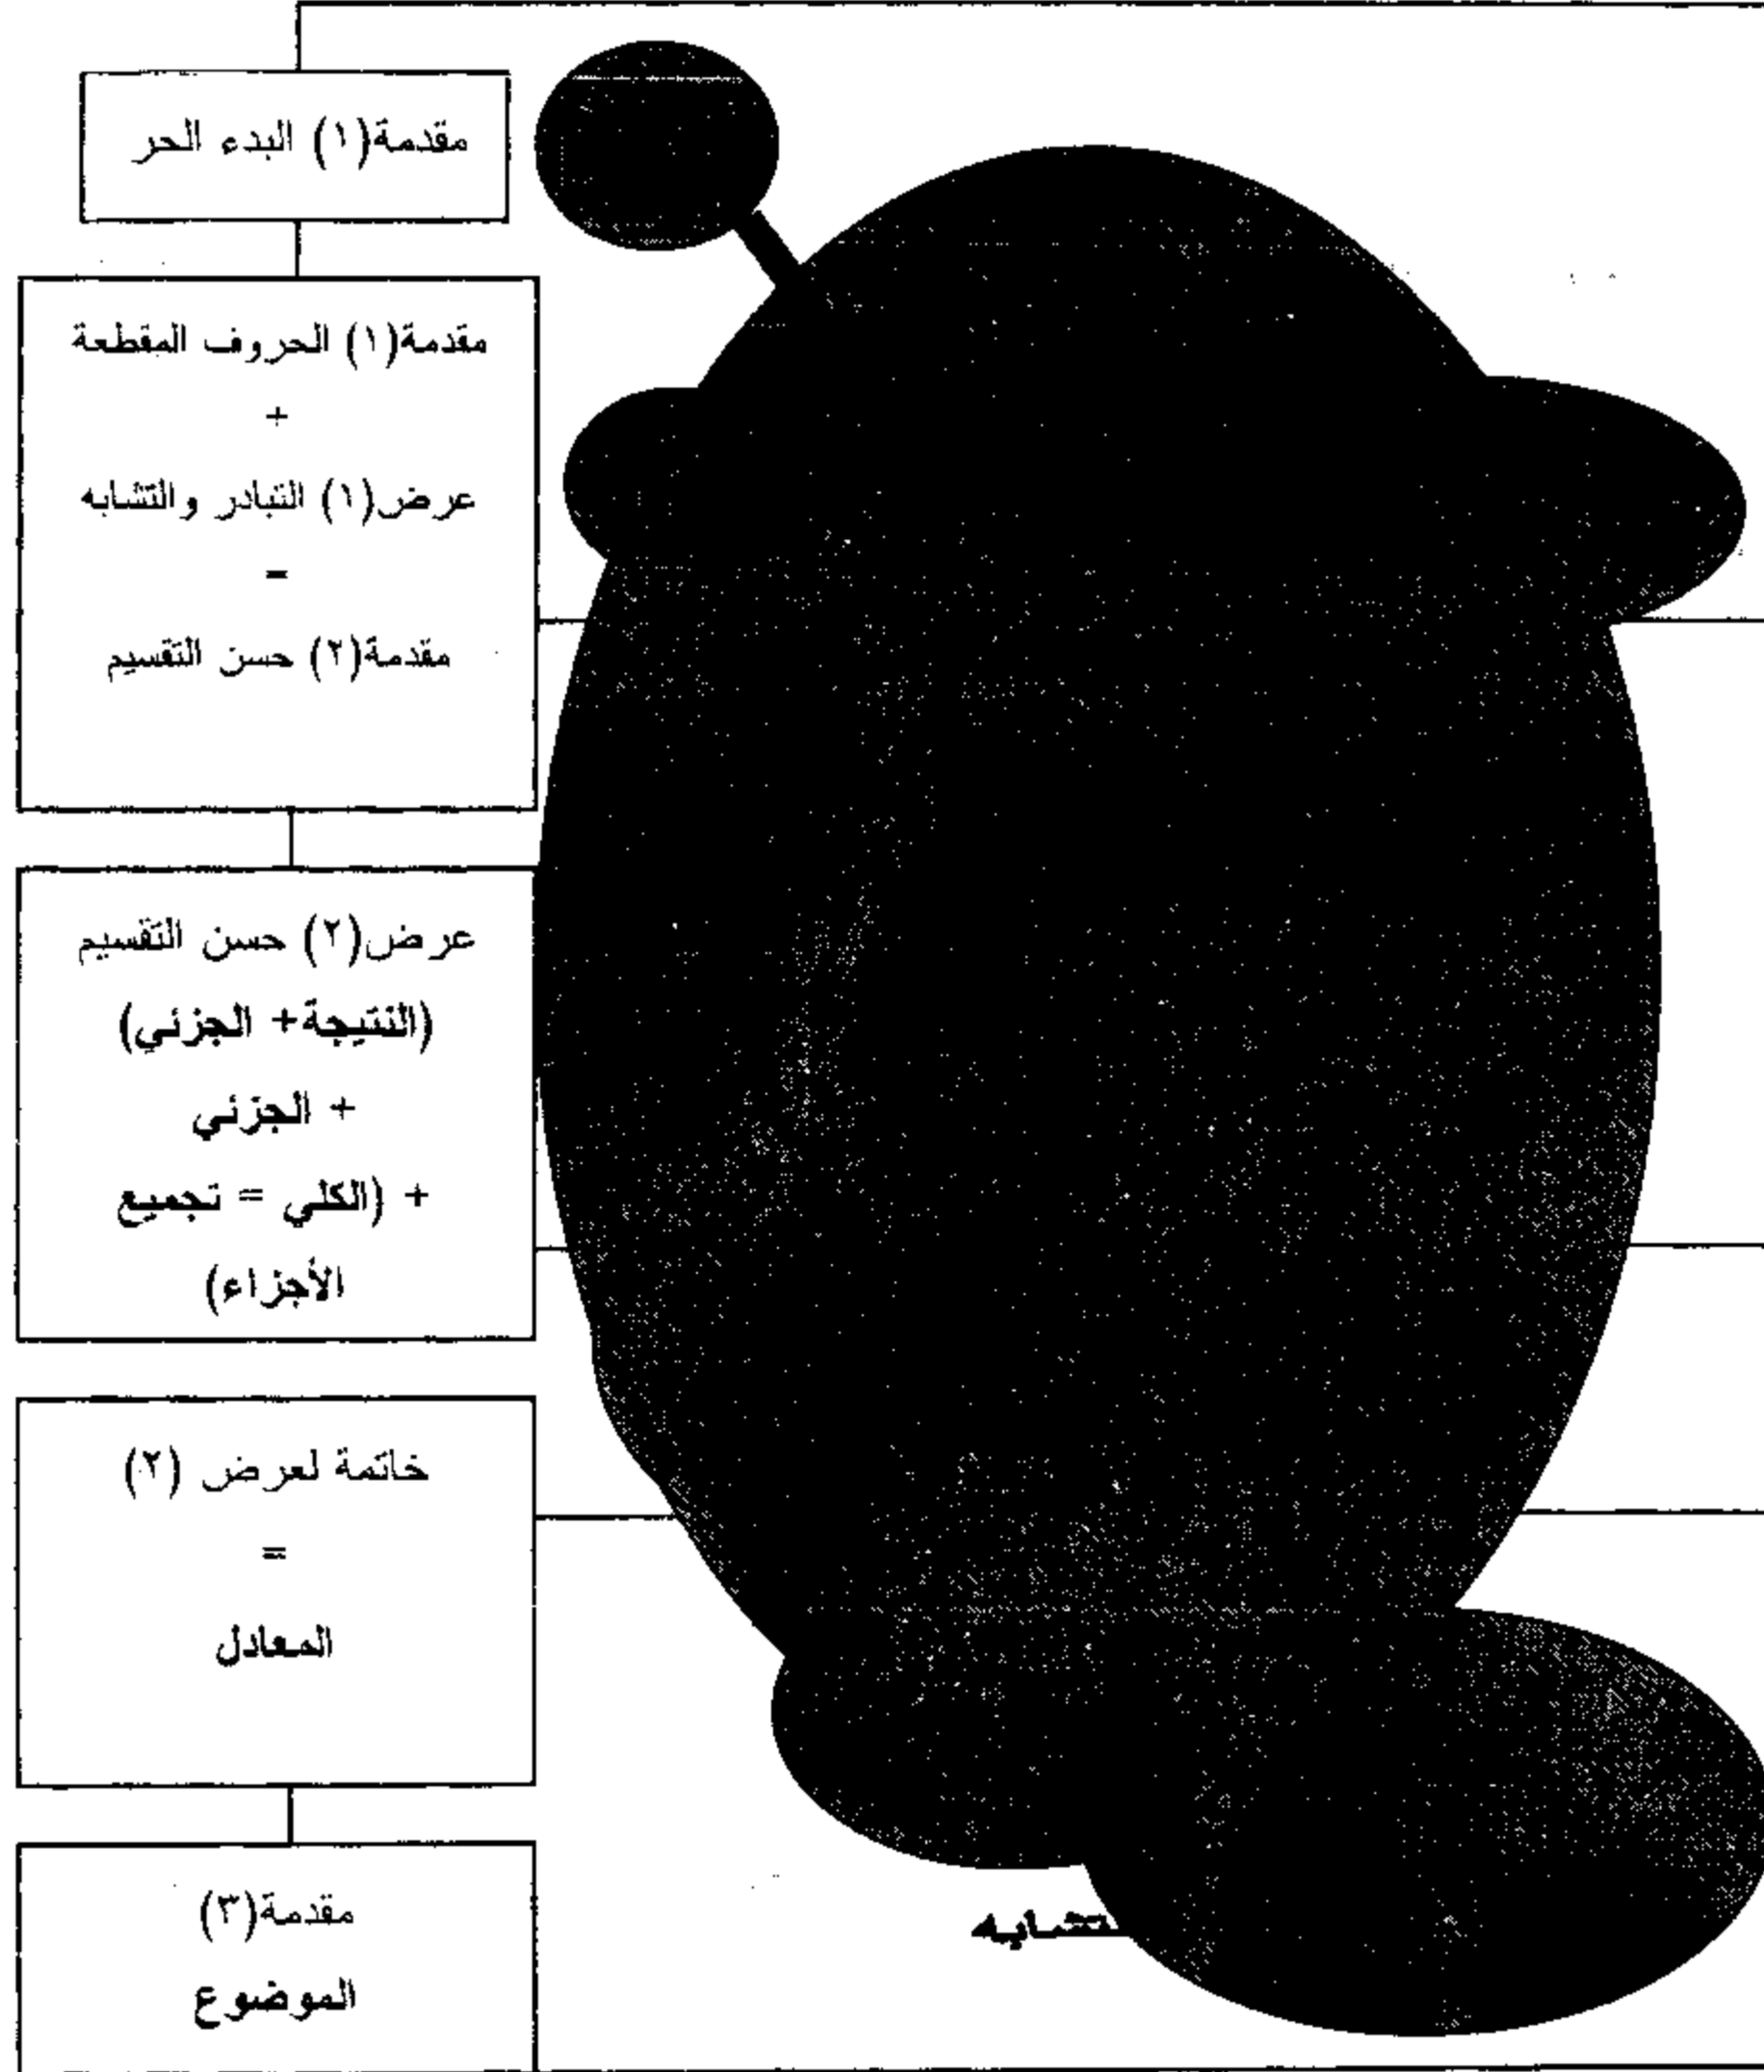 مقدمة(١) البدء الحر
مقدمة(١) الحروف المقطعة
+
عرض(١) التبادر والتشابه
=
مقدمة(٢) حسن التقسيم
عرض(٢) حسن التقسيم
(النتيجة+ الجزئي)
+ الجزئي
+ (الكلي = تجميع
الأجزاء)
خاتمة لعرض (٢)
=
المعادل
مقدمة(٣)
الموضوع